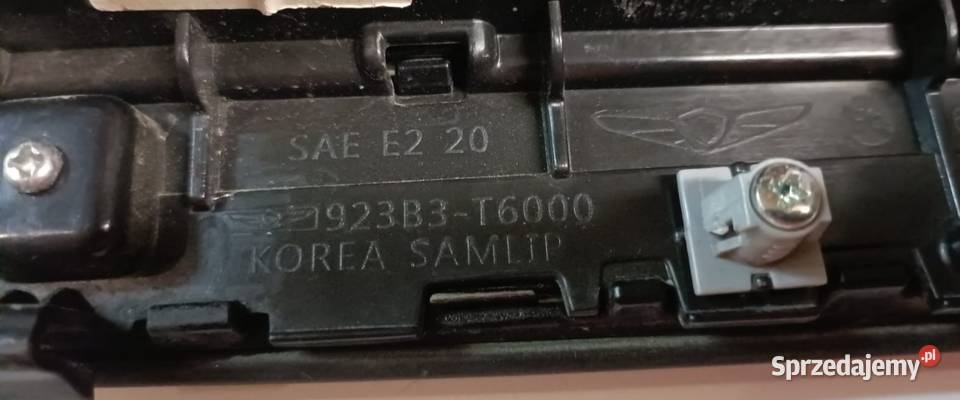 SAE E2 20
923B3-T6000
KOREA SAMLIP
Sprzedajemy.pl